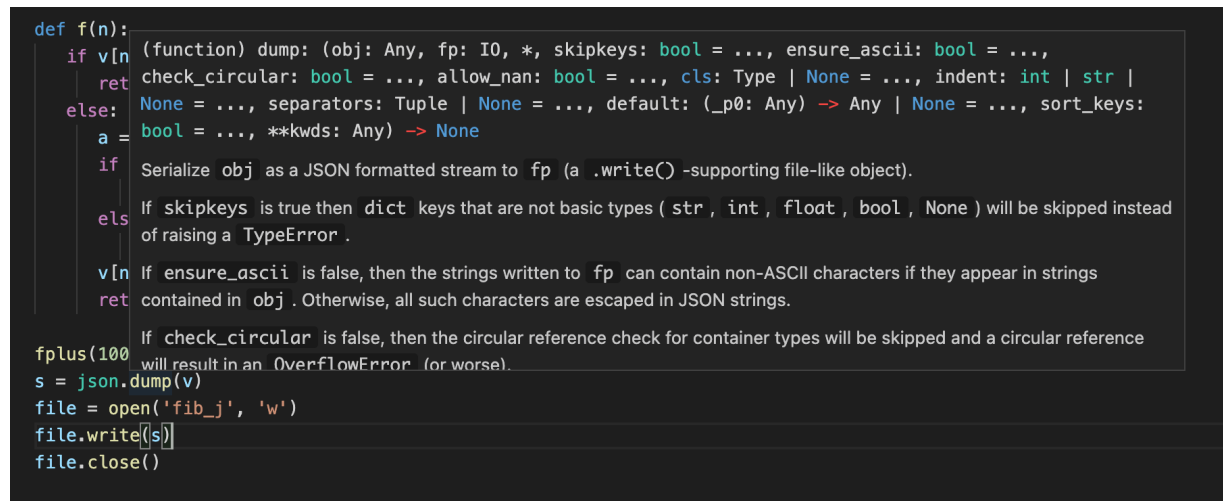 def f(n):
(function) dump: (obj: Any, fp: IO, *, skipkeys: bool = ..., ensure_ascii: bool = ...,
if v[n
check_circular: bool = ..., allow_nan: bool = ..., cls: Type | None = ..., indent: int | str |
ret
None = ..., separators: Tuple | None = ..., default: (_p0: Any) -> Any | None = ..., sort_keys:
else:
bool = ..., **kwds: Any) -> None
a =
if
Serialize obj as a JSON formatted stream to fp (a .write() -supporting file-like object).
If skipkeys is true then dict keys that are not basic types ( str , int , float , bool , None ) will be skipped instead
els
of raising a TypeError .
v[n
If ensure_ascii is false, then the strings written to fp can contain non-ASCII characters if they appear in strings
ret
contained in obj . Otherwise, all such characters are escaped in JSON strings.
If check_circular is false, then the circular reference check for container types will be skipped and a circular reference
fplus(100
will result in an OverflowError (or worse).
s = json.dump(v)
file = open('fib_j', 'w')
file.write(s)
file.close()